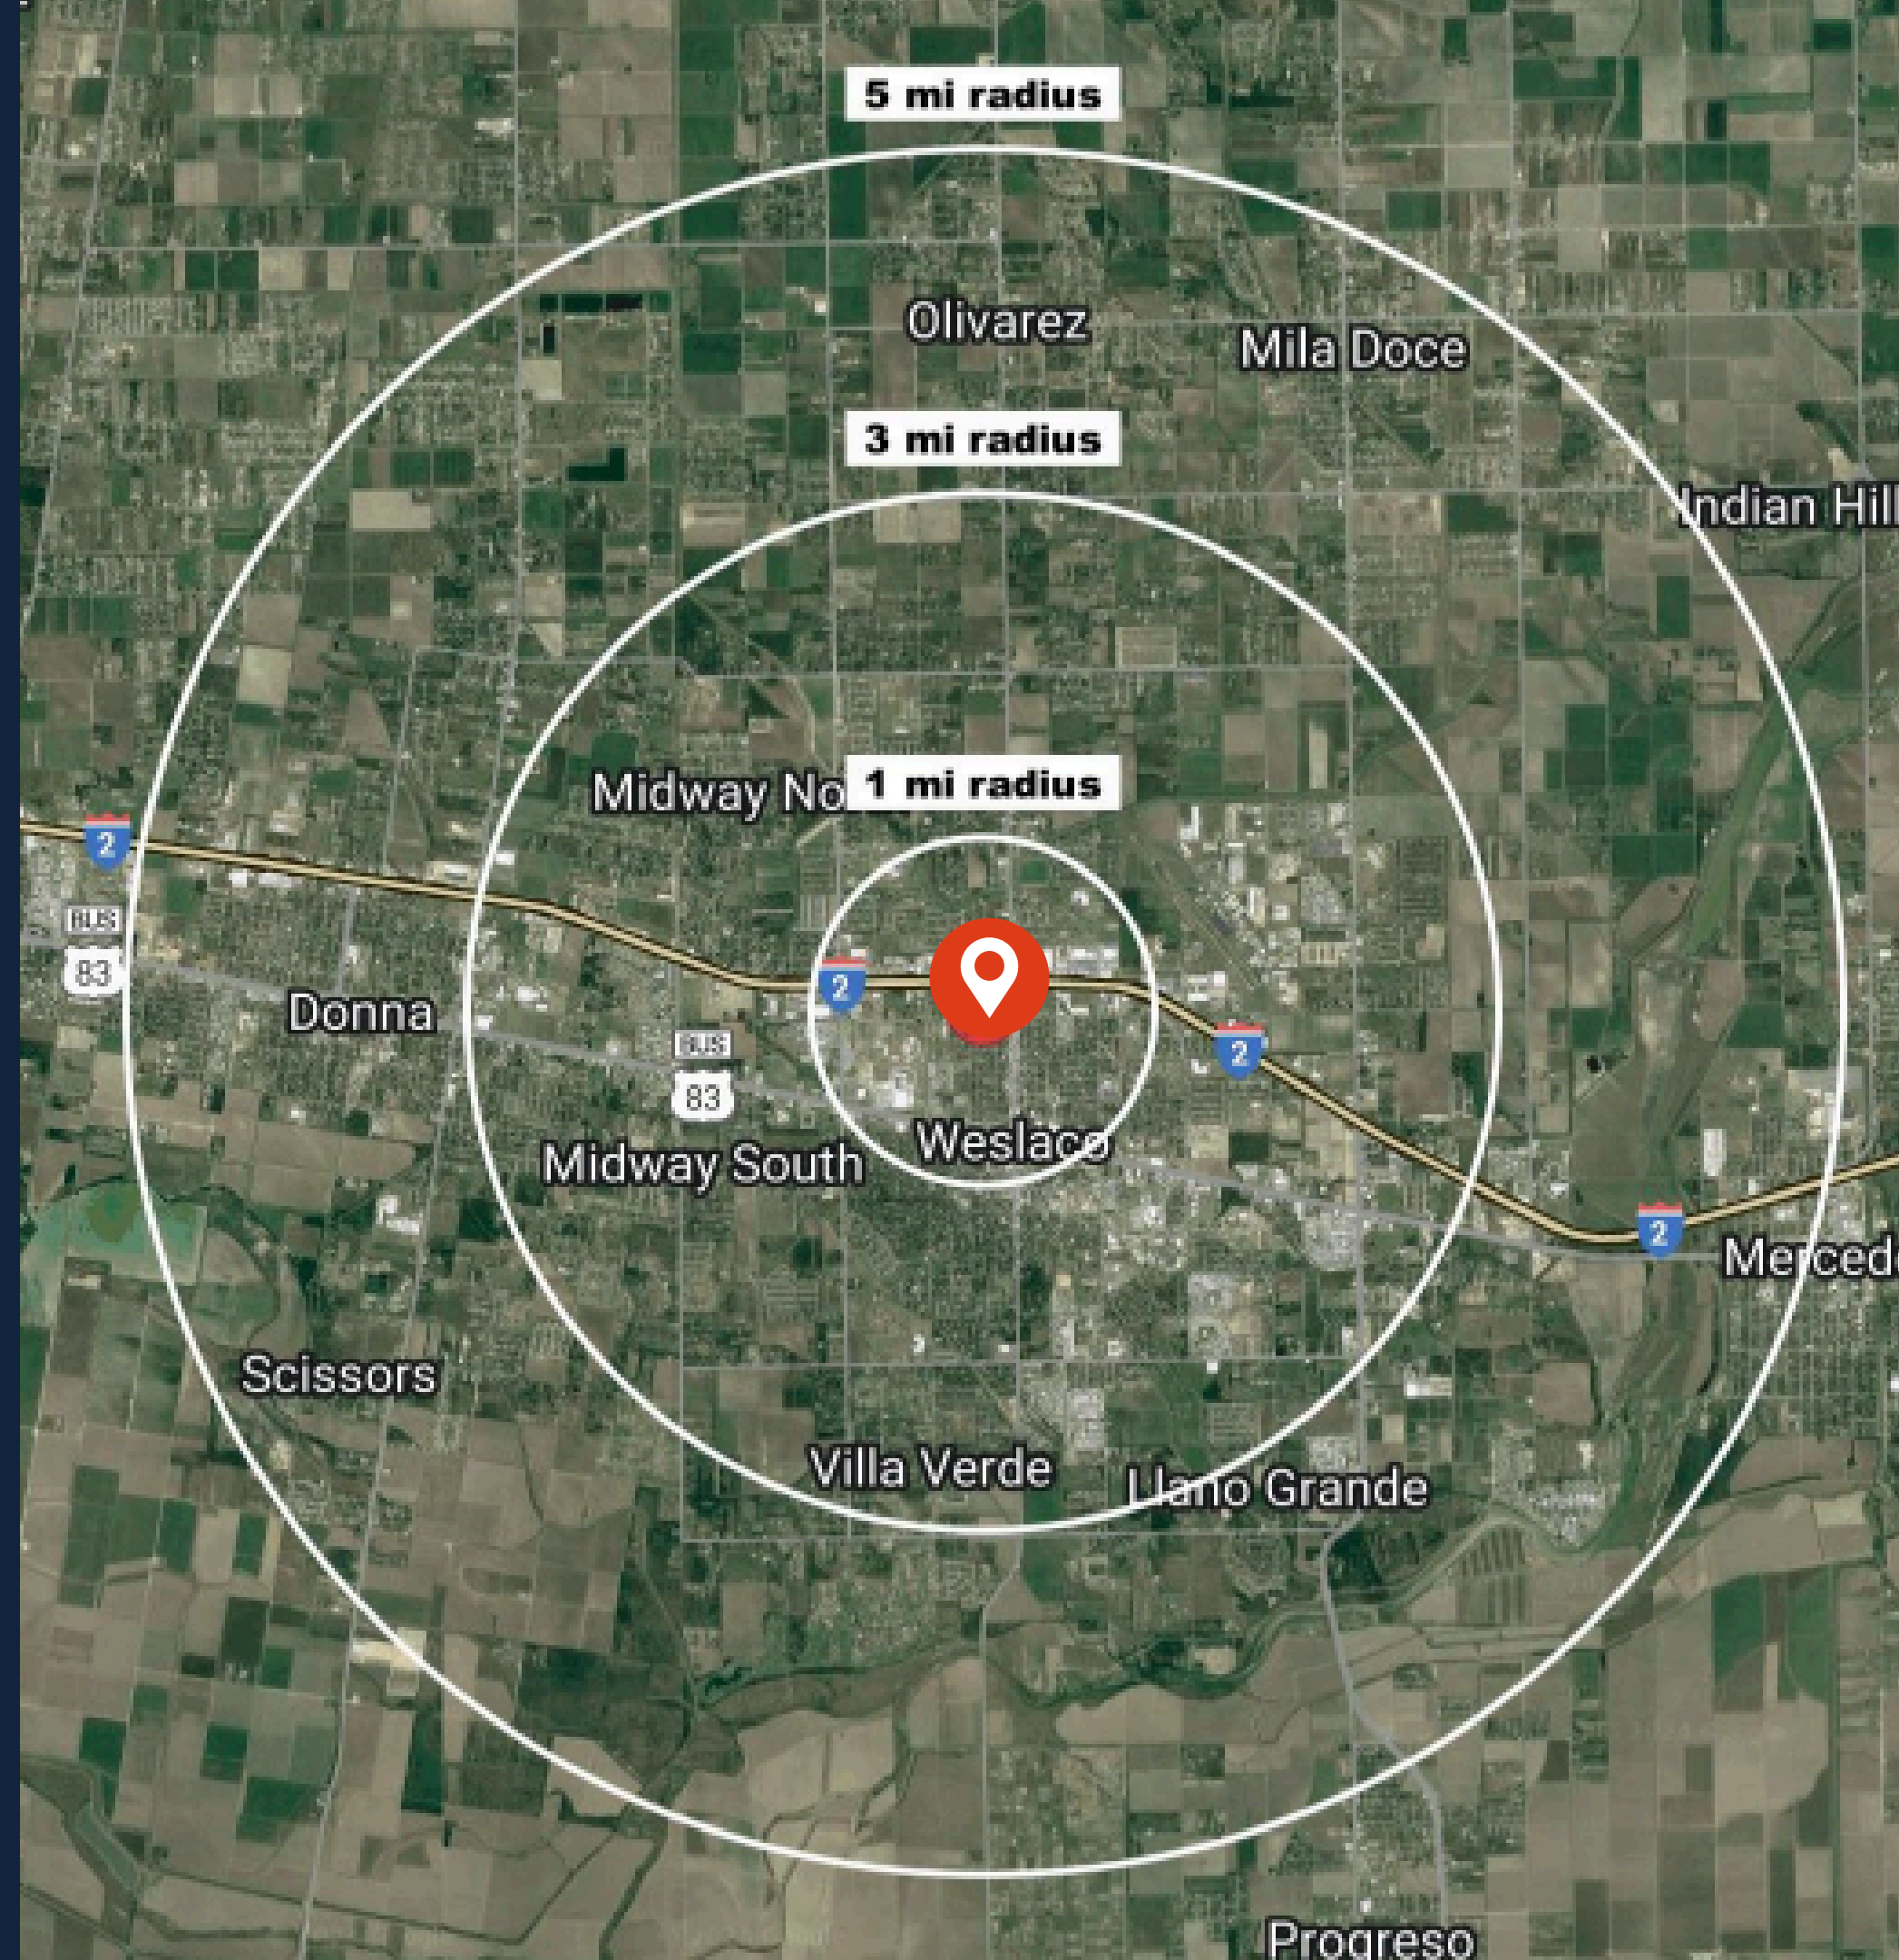 5 mi radius
Olivarez
Mila Doce
3 mi radius
Indian Hill
Midway No
1 mi radius
2
BUS
83
2
Donna
BUS
83
2
Weslaco
Midway South
2
Mercede
Scissors
Villa Verde
Llano Grande
Progreso